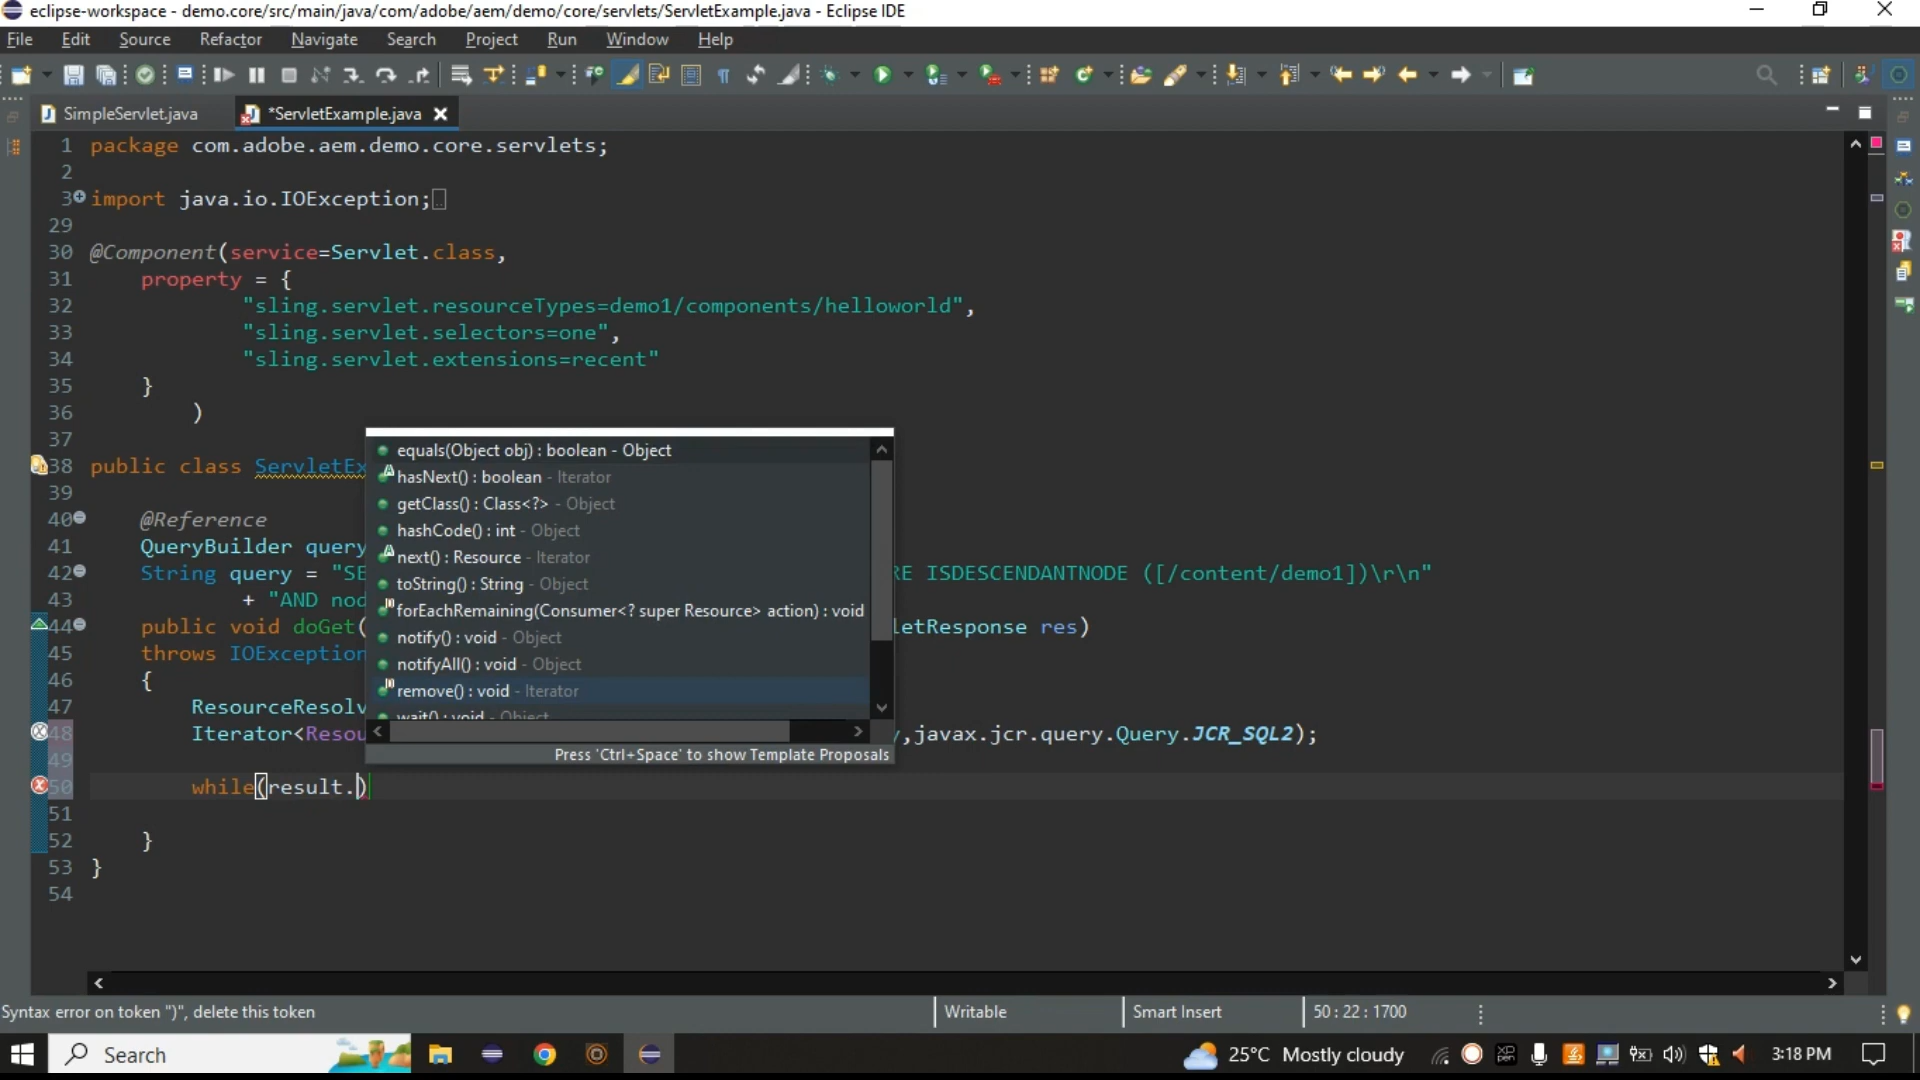 eclipse-workspace - demo.core/src/main/java/com/adobe/aem/demo/core/servlets/ServletExample.java - Eclipse IDE
File Edit Source Refactor Navigate Search Project Run Window Help
SimpleServlet.java *ServletExample.java
1 package com.adobe.aem.demo.core.servlets;
2
3 import java.io.IOException;
29
30 @Component(service=Servlet.class,
31 property = {
32 "sling.servlet.resourceTypes=demo1/components/helloworld",
33 "sling.servlet.selectors=one",
34 "sling.servlet.extensions=recent"
35 }
36 )
37
38 public class ServletEx
39
40 @Reference
41 QueryBuilder query
42 String query = "SE RE ISDESCENDANTNODE ([/content/demo1])\r\n"
43 + "AND nod
44 public void doGet( letResponse res)
45 throws IOException
46 {
47 ResourceResolv
48 Iterator<Resou ,javax.jcr.query.Query.JCR_SQL2);
49
50 while(result.)
51
52 }
53 }
54
equals(Object obj) : boolean - Object
hasNext() : boolean - Iterator
getClass() : Class<?> - Object
hashCode() : int - Object
next() : Resource - Iterator
toString() : String - Object
forEachRemaining(Consumer<? super Resource> action) : void
notify() : void - Object
notifyAll() : void - Object
remove() : void - Iterator
wait() : void - Object
Press 'Ctrl+Space' to show Template Proposals
Syntax error on token ")", delete this token Writable Smart Insert 50 : 22 : 1700
Search 25°C Mostly cloudy 3:18 PM